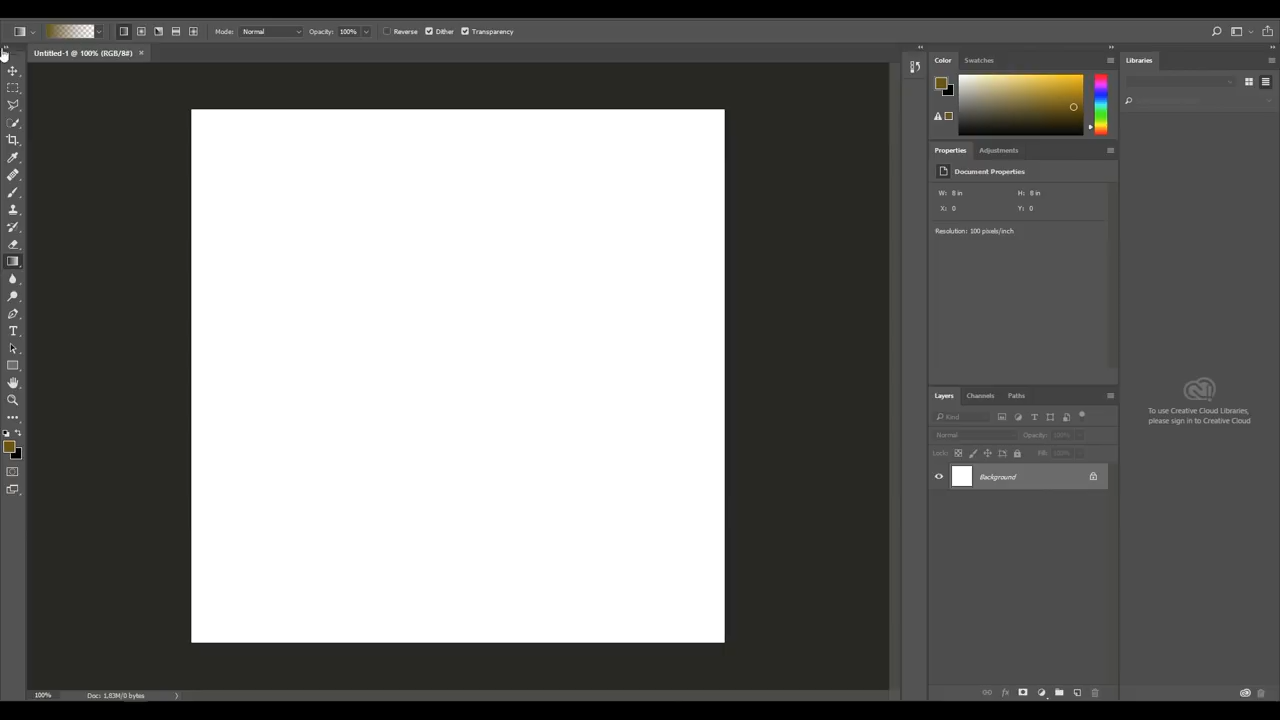 Mode: Normal Opacity: 100% Reverse Dither Transparency
Untitled-1 @ 100% (RGB/8#) ×
Color Swatches
Libraries
Properties Adjustments
Document Properties
W: 8 in H: 8 in
X: 0 Y: 0
Resolution: 100 pixels/inch
Layers Channels Paths
Kind
Normal Opacity: 100%
Lock: Fill: 100%
Background
To use Creative Cloud Libraries,
please sign in to Creative Cloud
100% Doc: 1.83M/0 bytes